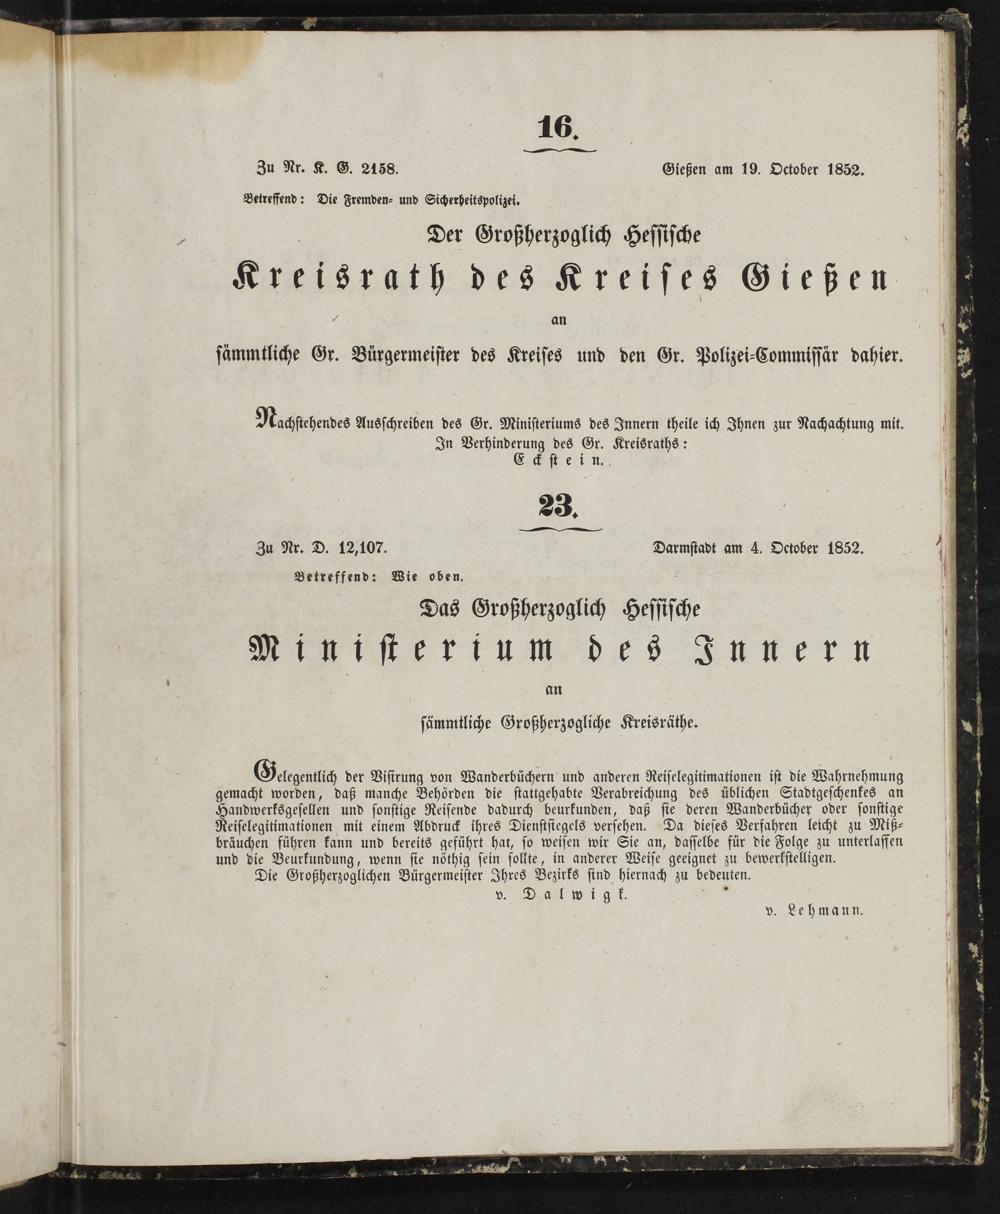 16.
Zu Nr. K. G. 2158. Gießen am 19. October 1852.
Betreffend: Die Fremden- und Sicherheitspolizei.
Der Großherzoglich Hessische
Kreisrath des Kreises Gießen
an
sämmtliche Gr. Bürgermeister des Kreises und den Gr. Polizei-Commissär dahier.
Nachstehendes Ausschreiben des Gr. Ministeriums des Innern theile ich Ihnen zur Nachachtung mit.
In Verhinderung des Gr. Kreisraths:
Eckstein.
23.
Zu Nr. D. 12,107. Darmstadt am 4. October 1852.
Betreffend: Wie oben.
Das Großherzoglich Hessische
Ministerium des Innern
an
sämmtliche Großherzogliche Kreisräthe.
Gelegentlich der Visirung von Wanderbüchern und anderen Reiselegitimationen ist die Wahrnehmung
gemacht worden, daß manche Behörden die stattgehabte Verabreichung des üblichen Stadtgeschenkes an
Handwerksgesellen und sonstige Reisende dadurch beurkunden, daß sie deren Wanderbücher oder sonstige
Reiselegitimationen mit einem Abdruck ihres Dienstsiegels versehen. Da dieses Verfahren leicht zu Miß-
bräuchen führen kann und bereits geführt hat, so weisen wir Sie an, dasselbe für die Folge zu unterlassen
und die Beurkundung, wenn sie nöthig sein sollte, in anderer Weise geeignet zu bewerkstelligen.
Die Großherzoglichen Bürgermeister Ihres Bezirks sind hiernach zu bedeuten.
v. Dalwigk.
v. Lehmann.